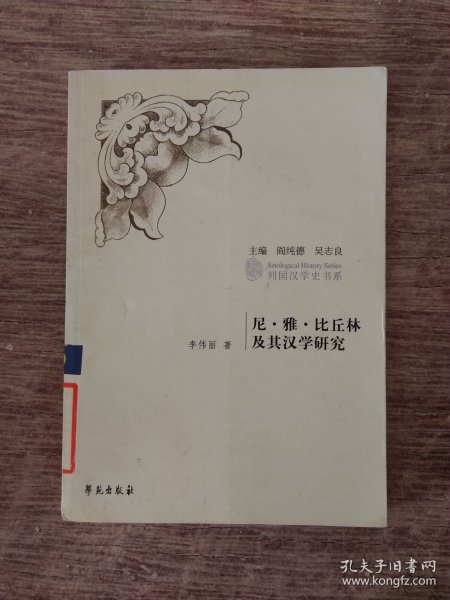 主编 阎纯德 吴志良
Sinological History Series
列国汉学史书系
尼·雅·比丘林
及其汉学研究
李伟丽 著
學苑出版社
孔夫子旧书网
www.kongfz.com